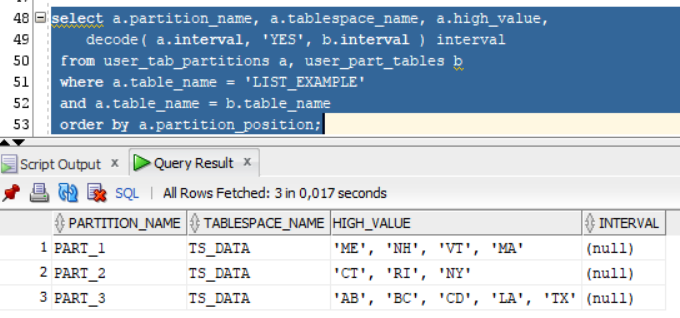 48 select a.partition_name, a.tablespace_name, a.high_value,
49 decode( a.interval, 'YES', b.interval ) interval
50 from user_tab_partitions a, user_part_tables b
51 where a.table_name = 'LIST_EXAMPLE'
52 and a.table_name = b.table_name
53 order by a.partition_position;
Script Output x Query Result x
SQL | All Rows Fetched: 3 in 0,017 seconds
PARTITION_NAME TABLESPACE_NAME HIGH_VALUE INTERVAL
1 PART_1 TS_DATA 'ME', 'NH', 'VT', 'MA' (null)
2 PART_2 TS_DATA 'CT', 'RI', 'NY' (null)
3 PART_3 TS_DATA 'AB', 'BC', 'CD', 'LA', 'TX' (null)